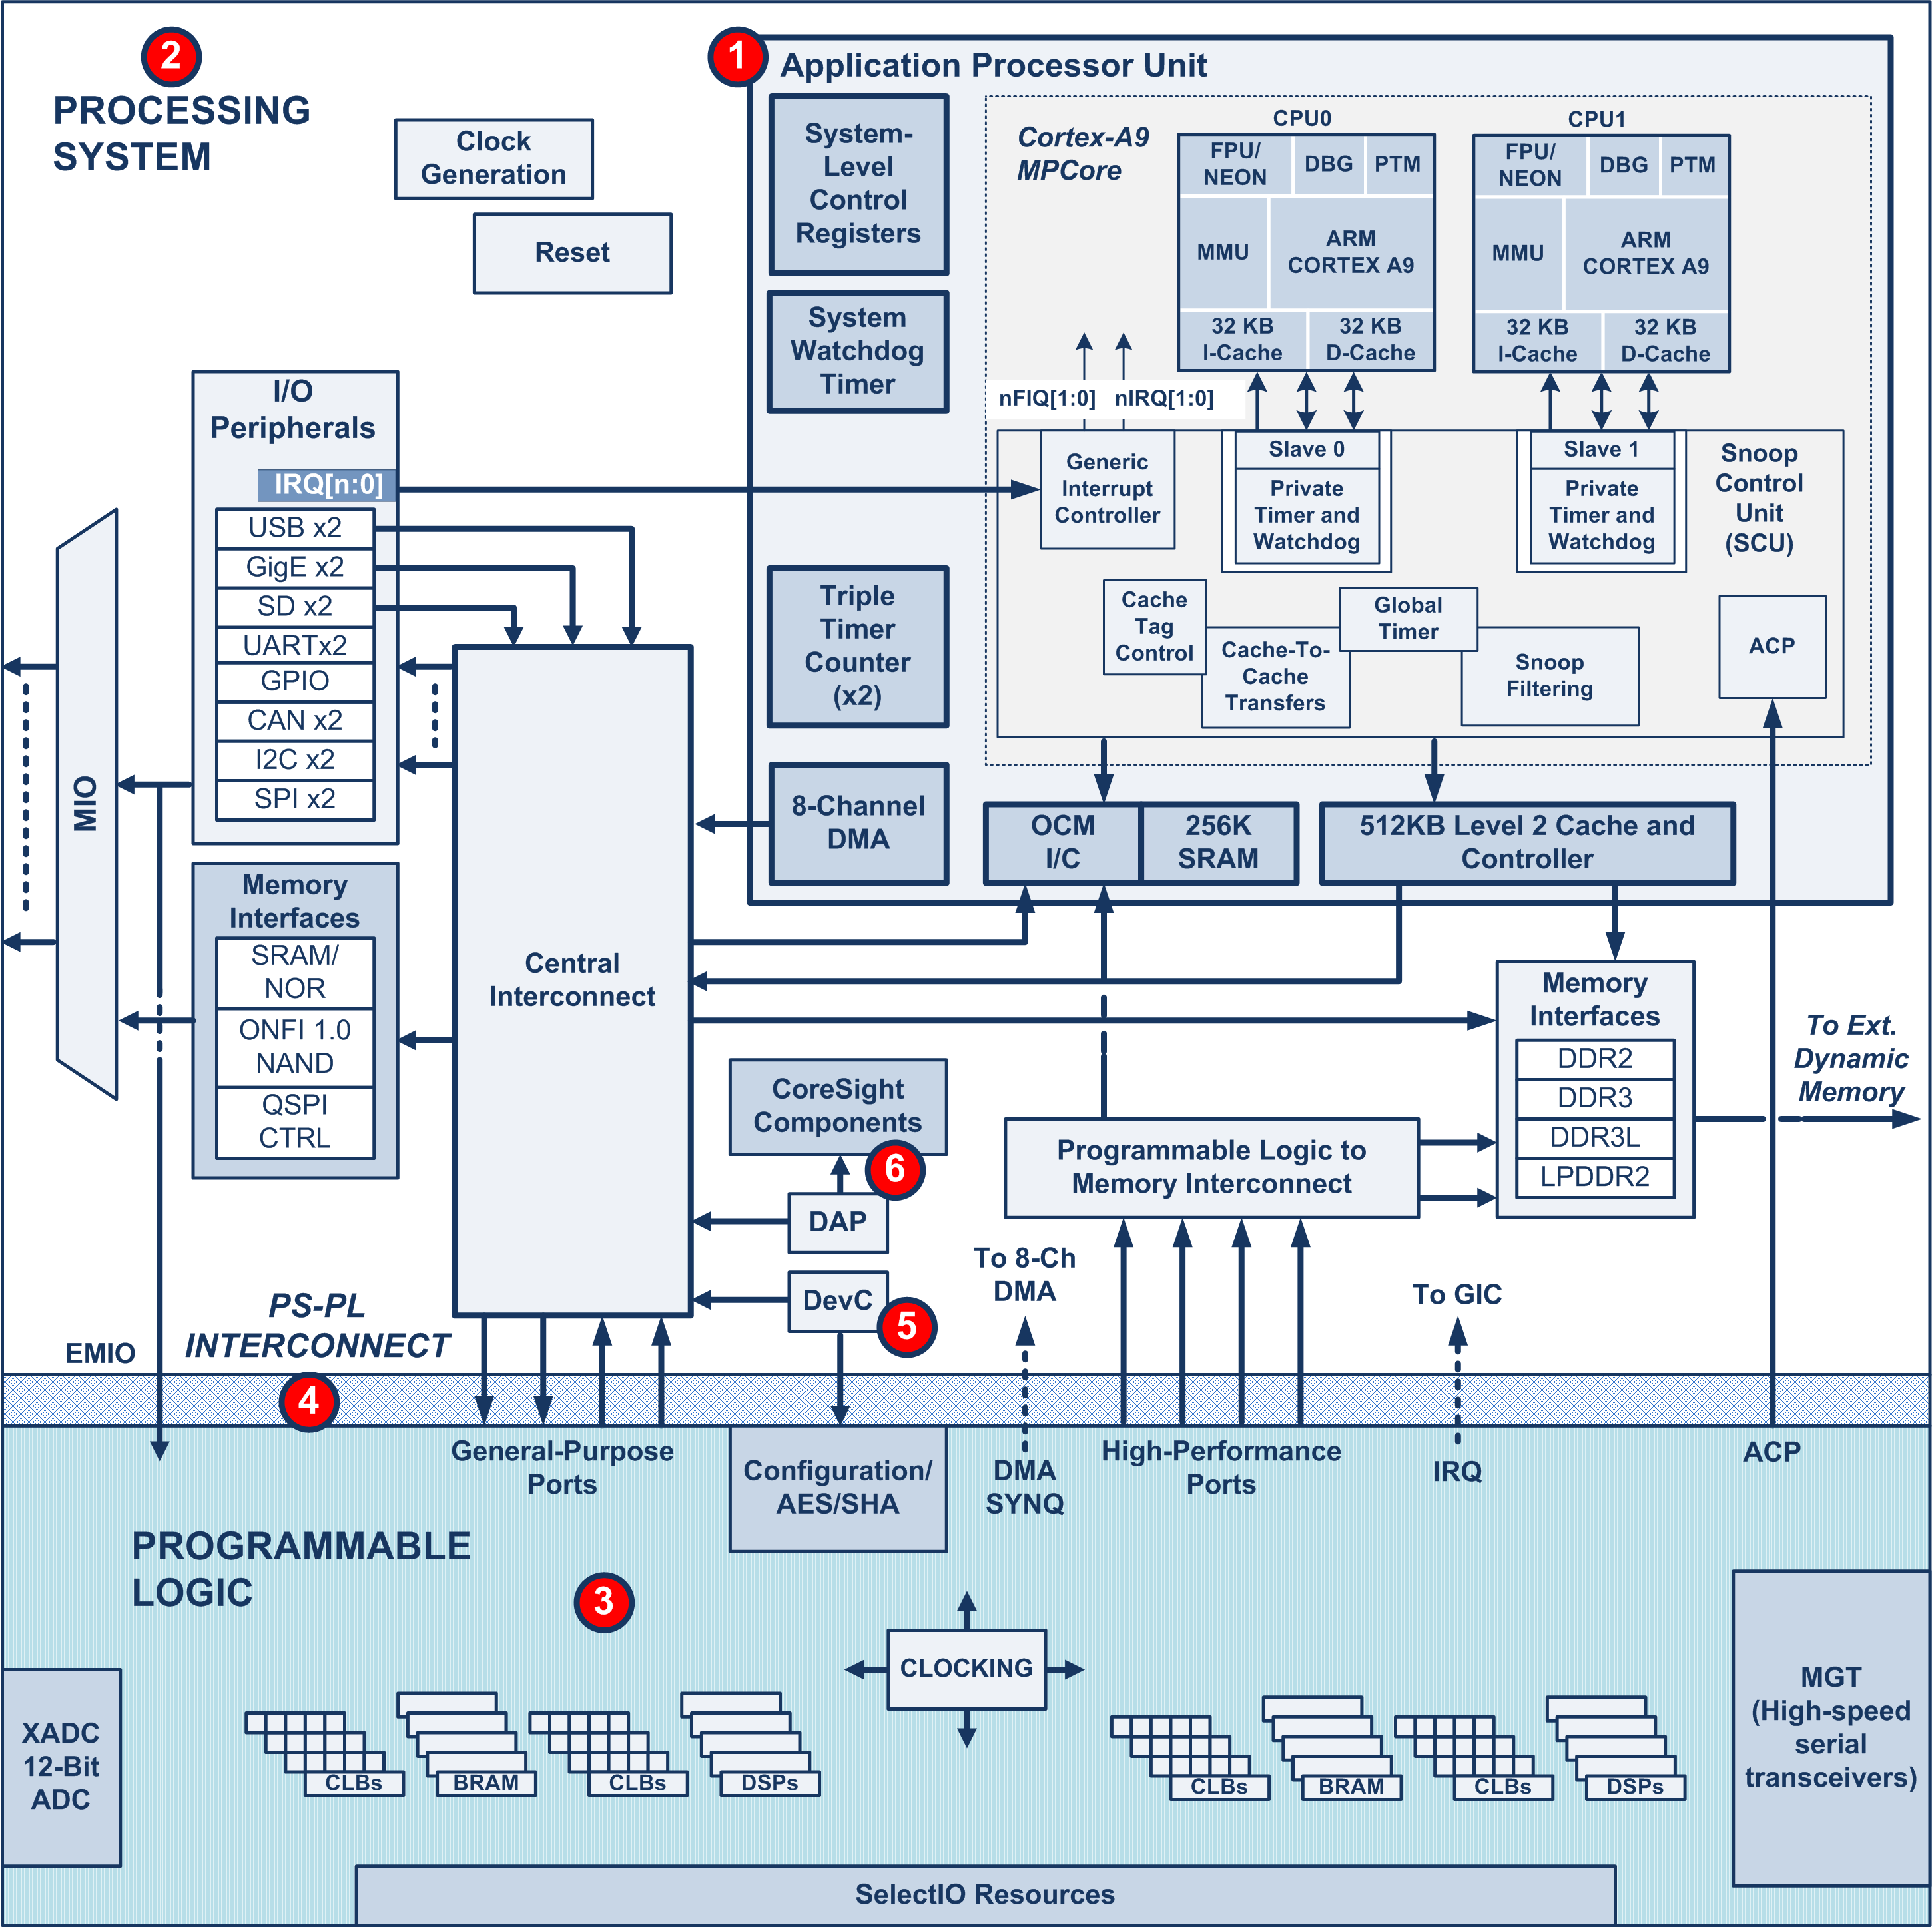 2
PROCESSING
SYSTEM
Clock
Generation
Reset
1
Application Processor Unit
System-
Level
Control
Registers
System
Watchdog
Timer
Triple
Timer
Counter
(x2)
8-Channel
DMA
Cortex-A9
MPCore
CPU0
FPU/
NEON
DBG
PTM
MMU
ARM
CORTEX A9
32 KB
I-Cache
32 KB
D-Cache
CPU1
FPU/
NEON
DBG
PTM
MMU
ARM
CORTEX A9
32 KB
I-Cache
32 KB
D-Cache
nFIQ[1:0]
nIRQ[1:0]
Generic
Interrupt
Controller
Slave 0
Private
Timer and
Watchdog
Slave 1
Private
Timer and
Watchdog
Snoop
Control
Unit
(SCU)
Cache
Tag
Control
Cache-To-
Cache
Transfers
Global
Timer
Snoop
Filtering
ACP
OCM
I/C
256K
SRAM
512KB Level 2 Cache and
Controller
I/O
Peripherals
IRQ[n:0]
USB x2
GigE x2
SD x2
UARTx2
GPIO
CAN x2
I2C x2
SPI x2
MIO
Memory
Interfaces
SRAM/
NOR
ONFI 1.0
NAND
QSPI
CTRL
Central
Interconnect
CoreSight
Components
6
DAP
DevC
5
Programmable Logic to
Memory Interconnect
Memory
Interfaces
DDR2
DDR3
DDR3L
LPDDR2
To Ext.
Dynamic
Memory
To 8-Ch
DMA
To GIC
PS-PL
INTERCONNECT
EMIO
4
General-Purpose
Ports
Configuration/
AES/SHA
DMA
SYNQ
High-Performance
Ports
IRQ
ACP
PROGRAMMABLE
LOGIC
3
CLOCKING
XADC
12-Bit
ADC
CLBs
BRAM
CLBs
DSPs
CLBs
BRAM
CLBs
DSPs
MGT
(High-speed
serial
transceivers)
SelectIO Resources